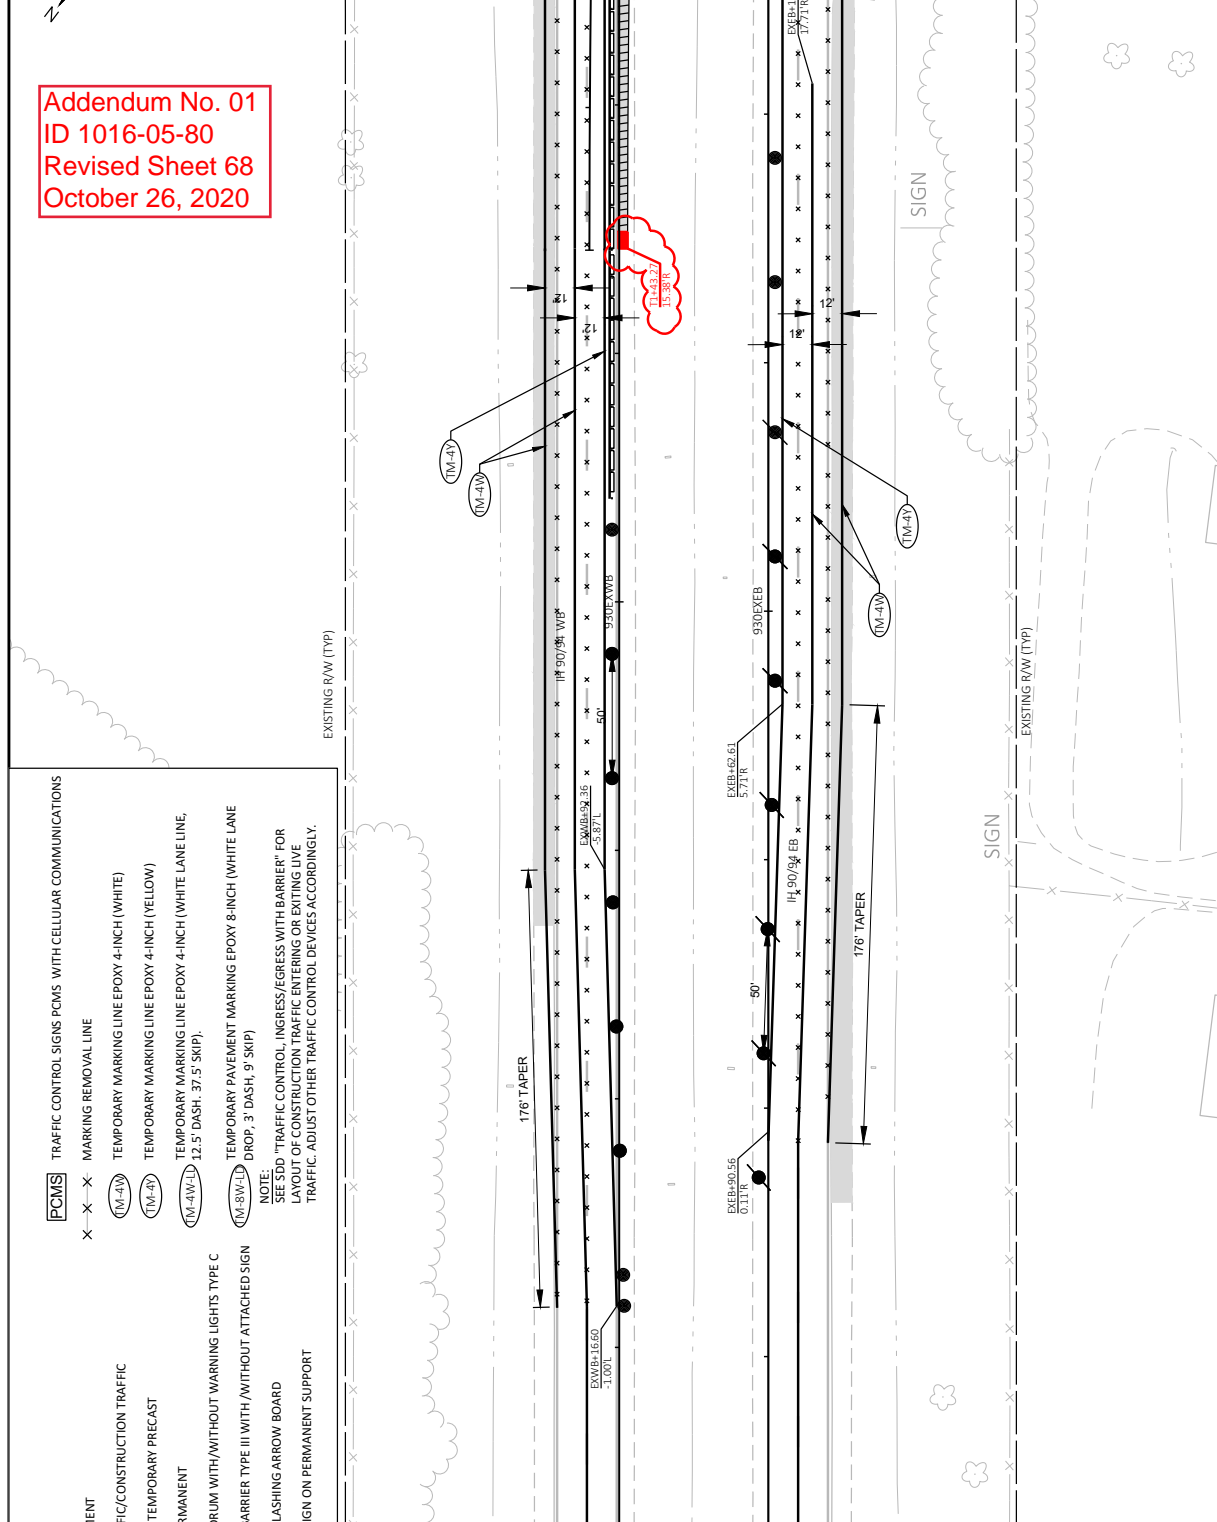 N
Addendum No. 01
ID 1016-05-80
Revised Sheet 68
October 26, 2020
17.71'R
SIGN
T1+43.27
15.38'R
12'
12'
12'
12'
TM-4Y
TM-4W
TM-4Y
TM-4W
930EXWB
IH 90/94 WB
930EXEB
EXISTING R/W (TYP)
EXISTING R/W (TYP)
50'
EXWB+92.36
-5.87'L
EXEB+62.61
5.71'R
IH 90/94 EB
SIGN
176' TAPER
50'
176' TAPER
EXEB+90.56
0.11'R
EXWB+16.60
-1.00'L
PCMS TRAFFIC CONTROL SIGNS PCMS WITH CELLULAR COMMUNICATIONS
MARKING REMOVAL LINE
TM-4W TEMPORARY MARKING LINE EPOXY 4-INCH (WHITE)
TM-4Y TEMPORARY MARKING LINE EPOXY 4-INCH (YELLOW)
TM-4W-LL TEMPORARY MARKING LINE EPOXY 4-INCH (WHITE LANE LINE,
12.5' DASH. 37.5' SKIP).
TM-8W-LD TEMPORARY PAVEMENT MARKING EPOXY 8-INCH (WHITE LANE
DROP, 3' DASH, 9' SKIP)
NOTE:
SEE SDD "TRAFFIC CONTROL, INGRESS/EGRESS WITH BARRIER" FOR
LAYOUT OF CONSTRUCTION TRAFFIC ENTERING OR EXITING LIVE
TRAFFIC. ADJUST OTHER TRAFFIC CONTROL DEVICES ACCORDINGLY.
FIC/CONSTRUCTION TRAFFIC
TEMPORARY PRECAST
RMANENT
DRUM WITH/WITHOUT WARNING LIGHTS TYPE C
BARRIER TYPE III WITH /WITHOUT ATTACHED SIGN
LASHING ARROW BOARD
IGN ON PERMANENT SUPPORT